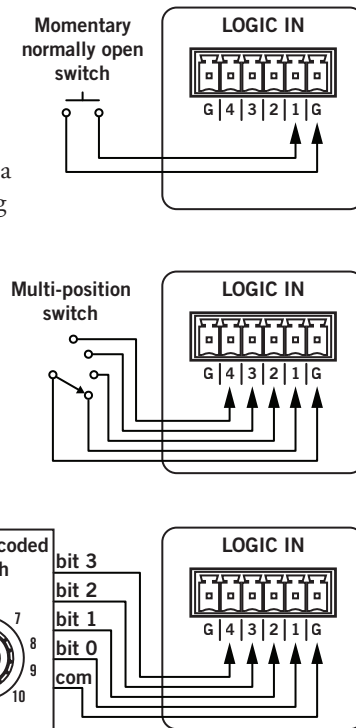 Momentary
normally open
switch
LOGIC IN
G 4 3 2 1 G
a
g
Multi-position
switch
LOGIC IN
G 4 3 2 1 G
coded
h
bit 3
bit 2
bit 1
bit 0
com
7
8
9
10
LOGIC IN
G 4 3 2 1 G